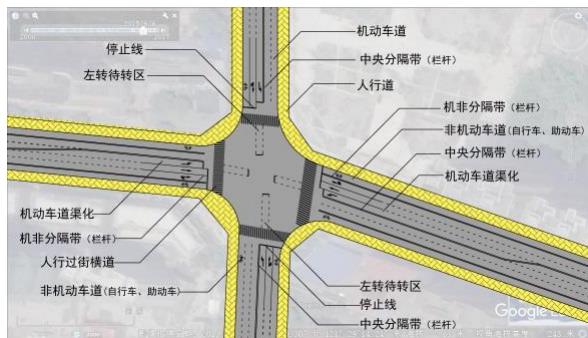 机动车道
停止线
中央分隔带（栏杆）
左转待转区
人行道
机非分隔带（栏杆）
非机动车道（自行车、助动车）
中央分隔带（栏杆）
机动车道渠化
机动车道渠化
机非分隔带（栏杆）
人行过街横道
左转待转区
非机动车道（自行车、助动车）
停止线
中央分隔带（栏杆）
Google